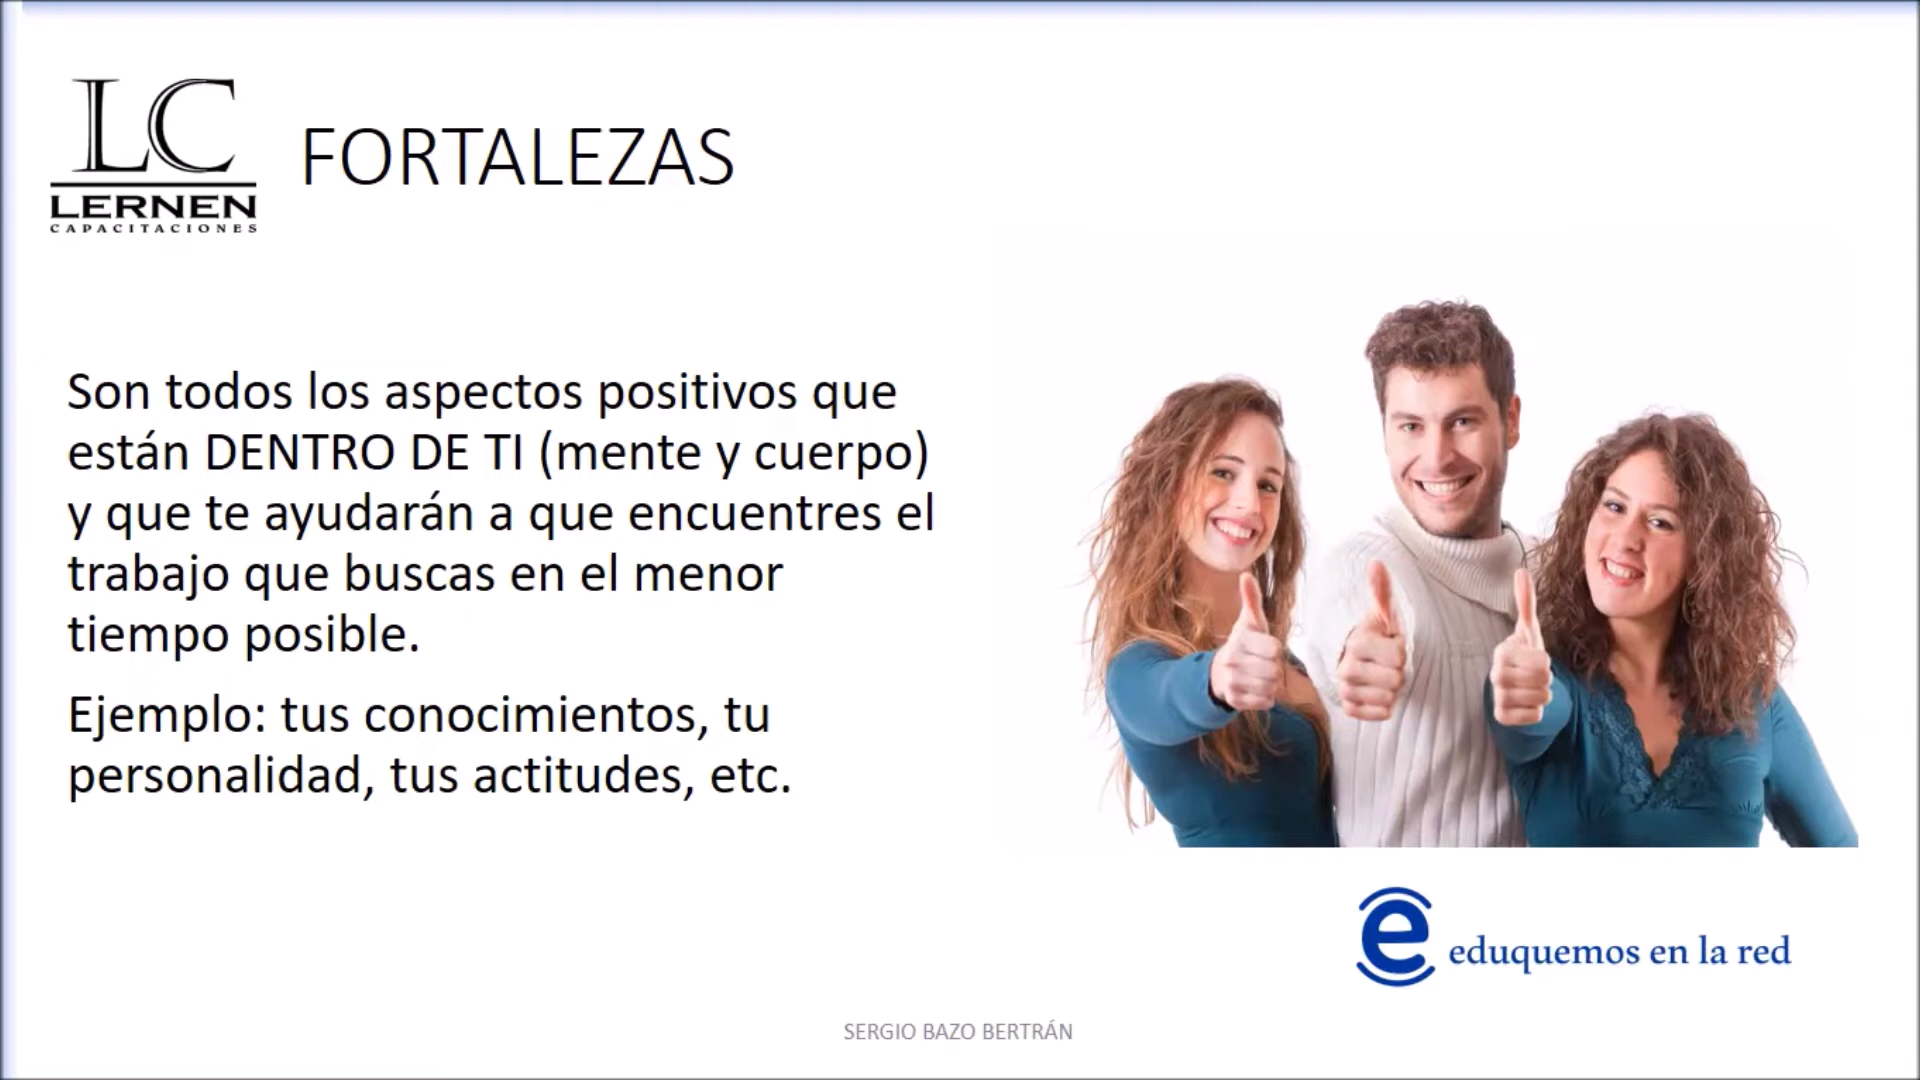 LC
LERNEN
CAPACITACIONES
FORTALEZAS
Son todos los aspectos positivos que
están DENTRO DE TI (mente y cuerpo)
y que te ayudarán a que encuentres el
trabajo que buscas en el menor
tiempo posible.
Ejemplo: tus conocimientos, tu
personalidad, tus actitudes, etc.
e eduquemos en la red
SERGIO BAZO BERTRÁN